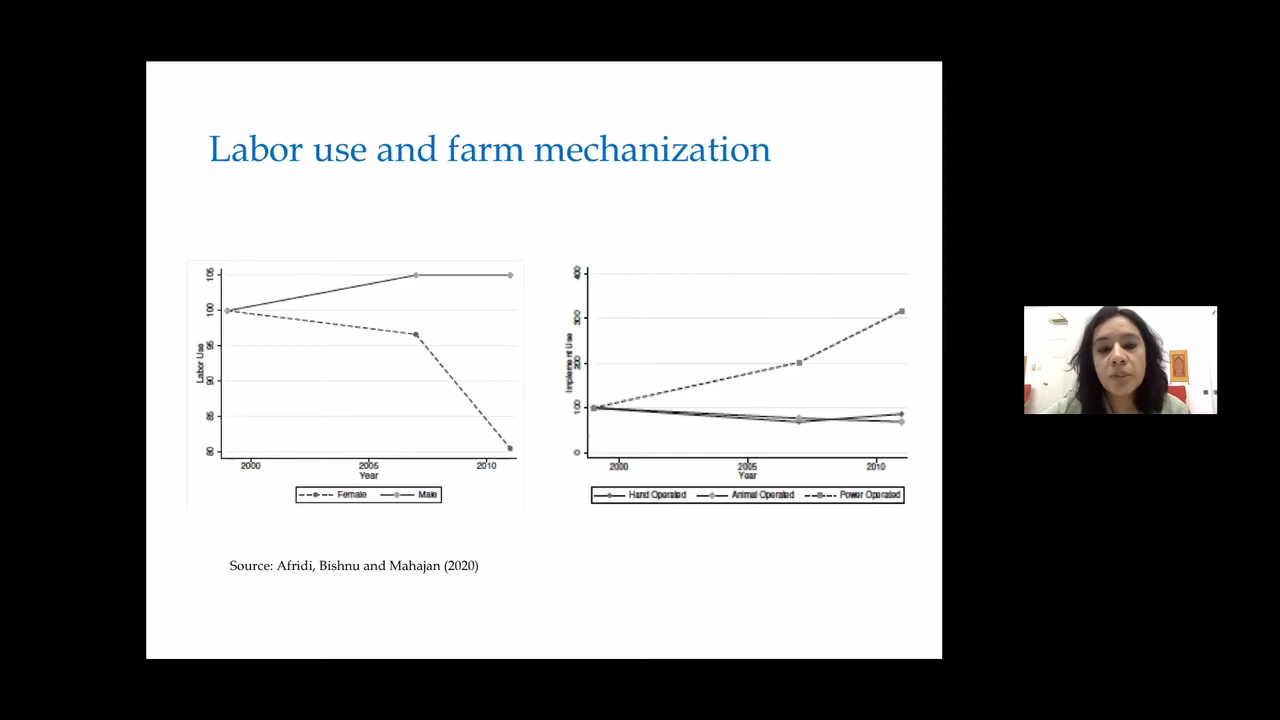 Labor use and farm mechanization
105
100
95
90
85
80
Labor Use
2000 2005 2010
Year
Female Male
400
300
200
100
0
Implement Use
2000 2005 2010
Year
Hand Operated Animal Operated Power Operated
Source: Afridi, Bishnu and Mahajan (2020)